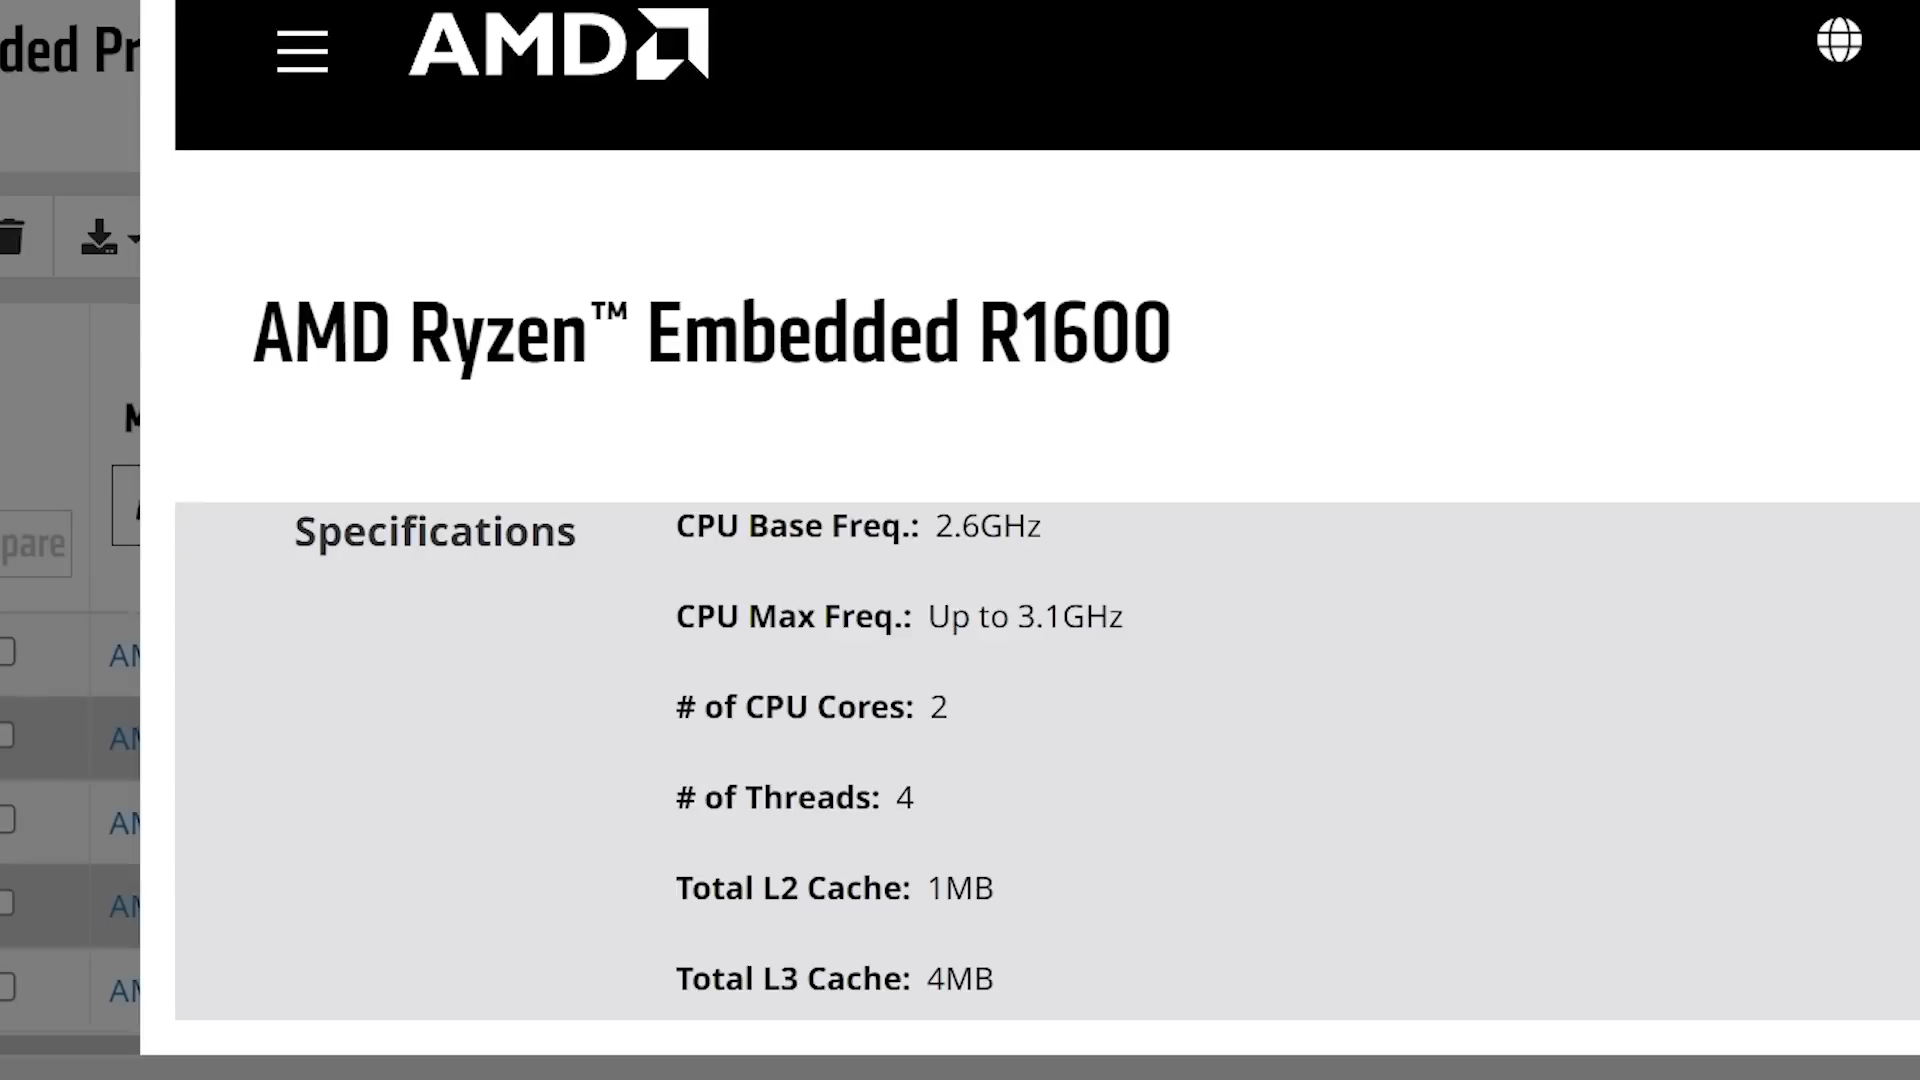 ded Pr
AMD
AMD Ryzen™ Embedded R1600
pare
Specifications
CPU Base Freq.: 2.6GHz
CPU Max Freq.: Up to 3.1GHz
# of CPU Cores: 2
# of Threads: 4
Total L2 Cache: 1MB
Total L3 Cache: 4MB